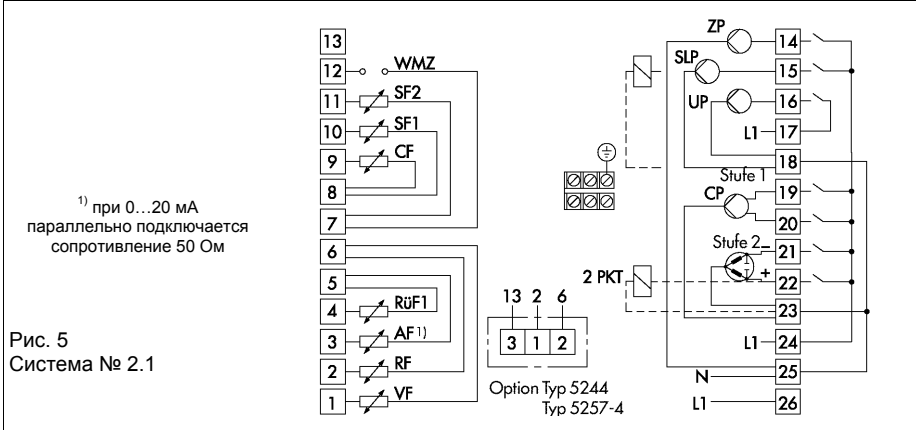 1) при 0...20 мА
параллельно подключается
сопротивление 50 Ом
Рис. 5
Система № 2.1
13
12 WMZ
11 SF2
10 SF1
9 CF
8
7
6
5
4 RüF1
3 AF 1)
2 RF
1 VF
13 2 6
3 1 2
Option Typ 5244
Typ 5257-4
ZP 14
SLP 15
UP 16
L1 17
18
Stufe 1
CP 19
20
Stufe 2 − 21
2 PKT + 22
23
L1 24
N 25
L1 26